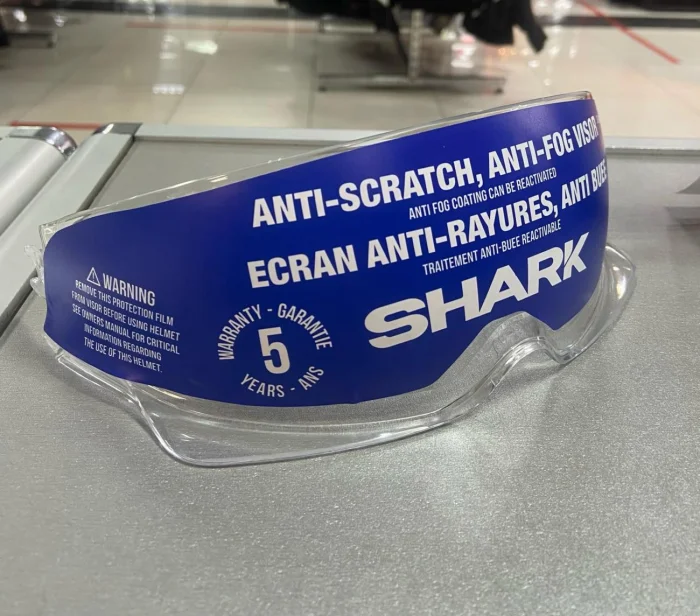 ANTI-SCRATCH, ANTI-FOG VISOR
ANTI FOG COATING CAN BE REACTIVATED
ECRAN ANTI-RAYURES, ANTI BUEE
TRAITEMENT ANTI-BUEE REACTIVABLE
SHARK
WARNING
REMOVE THIS PROTECTION FILM
FROM VISOR BEFORE USING HELMET
SEE OWNERS MANUAL FOR CRITICAL
INFORMATION REGARDING
THE USE OF THIS HELMET.
WARRANTY - GARANTIE
5
YEARS - ANS